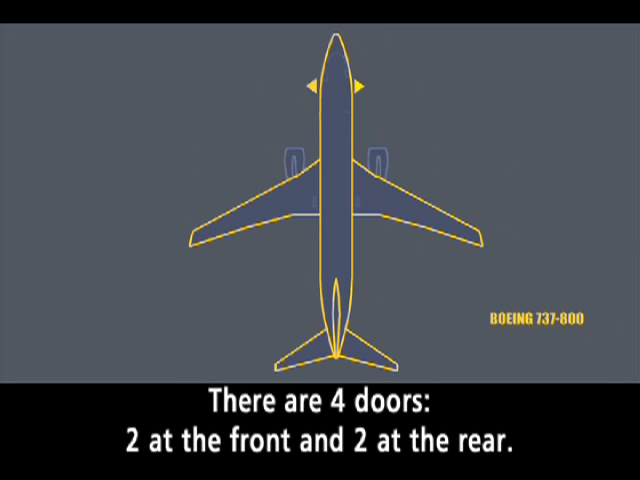 BOEING 737-800
There are 4 doors:
2 at the front and 2 at the rear.